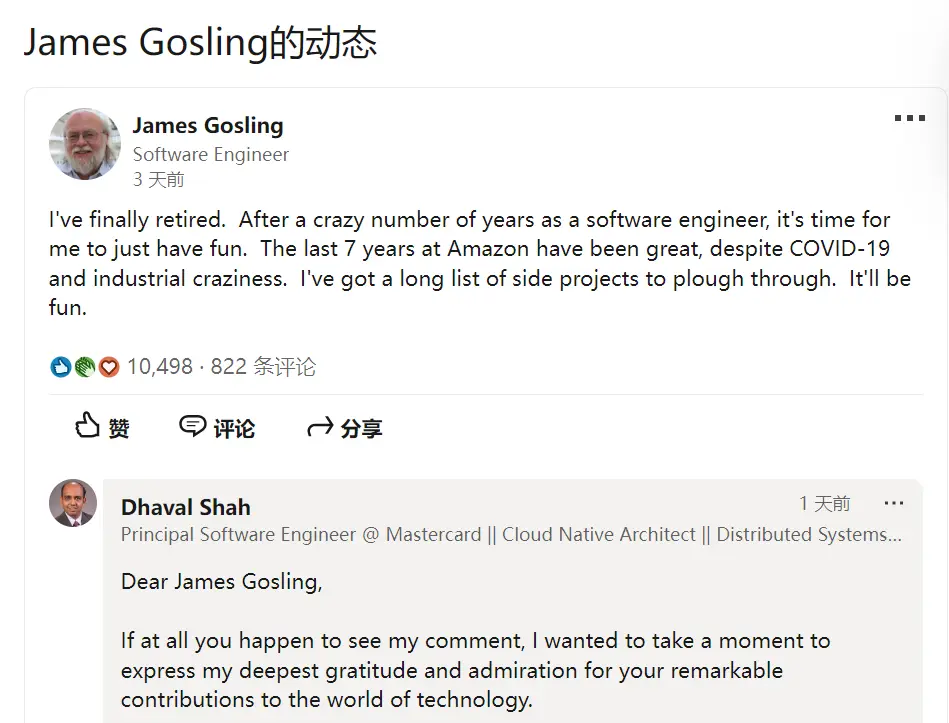 James Gosling的动态
James Gosling
Software Engineer
3 天前
I've finally retired.  After a crazy number of years as a software engineer, it's time for
me to just have fun.  The last 7 years at Amazon have been great, despite COVID-19
and industrial craziness.  I've got a long list of side projects to plough through.  It'll be
fun.
10,498 · 822 条评论
赞 评论 分享
Dhaval Shah 1 天前
Principal Software Engineer @ Mastercard || Cloud Native Architect || Distributed Systems...
Dear James Gosling,
If at all you happen to see my comment, I wanted to take a moment to
express my deepest gratitude and admiration for your remarkable
contributions to the world of technology.